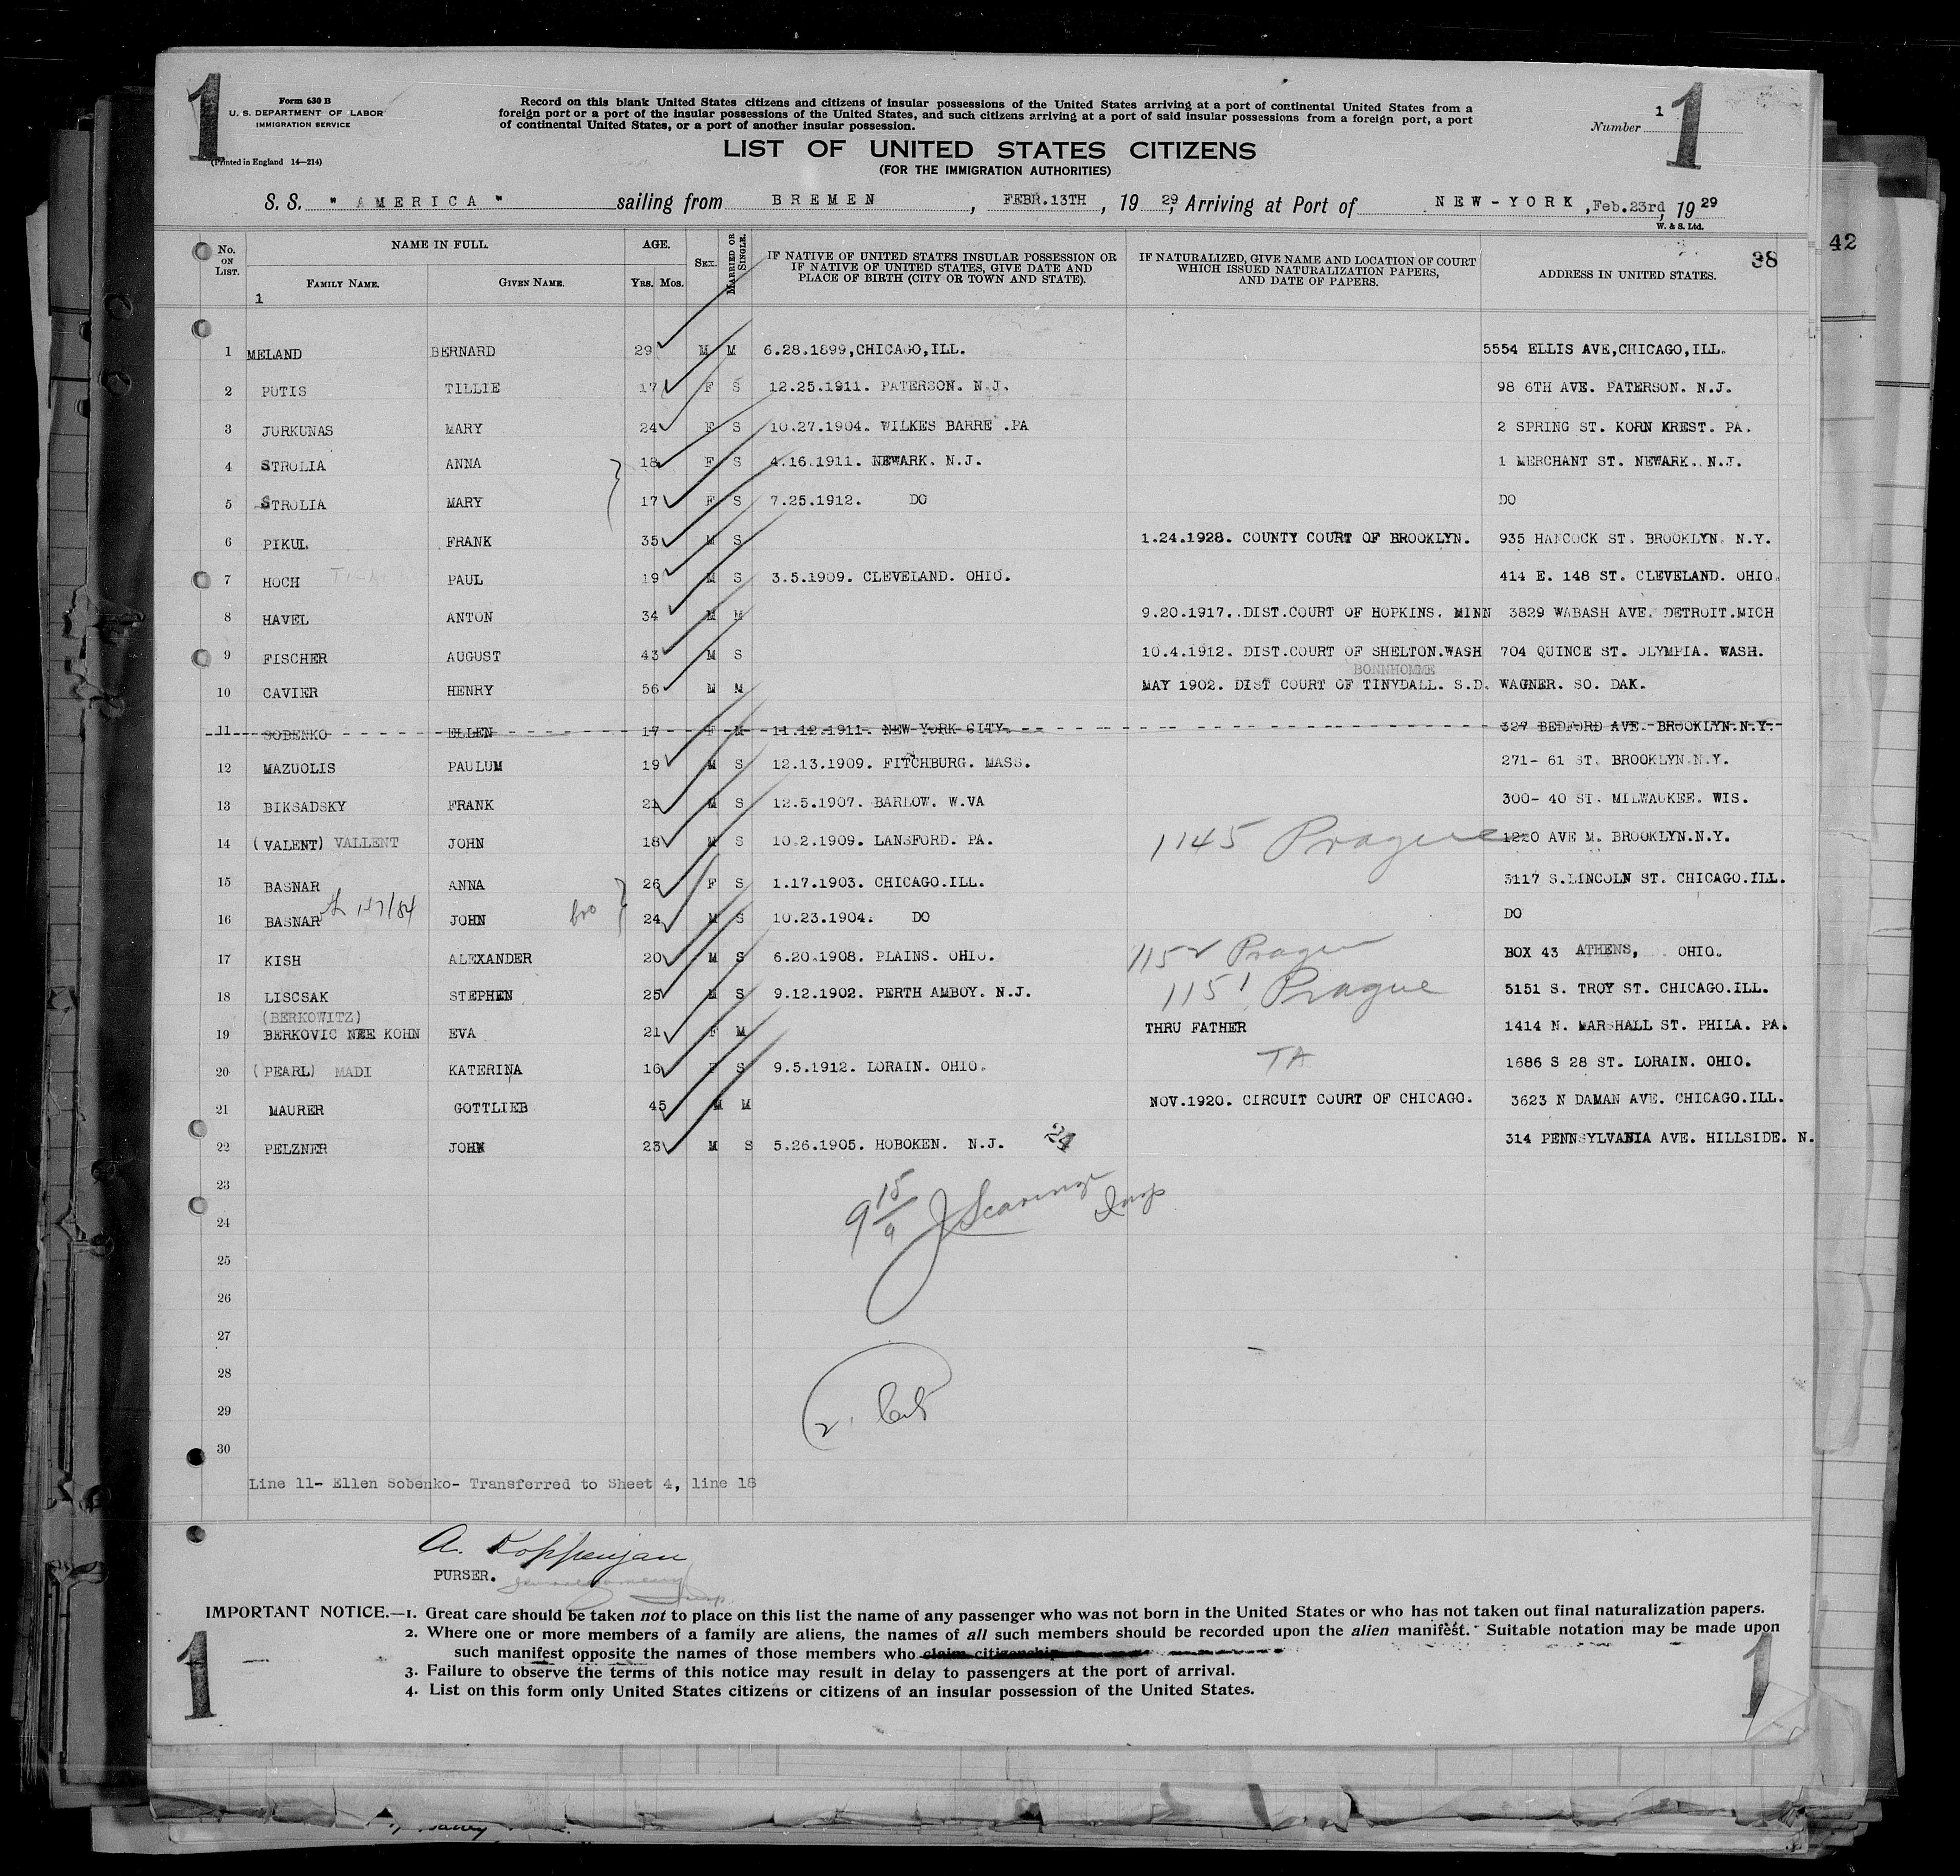 1
1
Form 630 B
U. S. DEPARTMENT OF LABOR
IMMIGRATION SERVICE
(Printed in England 14—214)
Record on this blank United States citizens and citizens of insular possessions of the United States arriving at a port of continental United States from a
foreign port or a port of the insular possessions of the United States, and such citizens arriving at a port of said insular possessions from a foreign port, a port
of continental United States, or a port of another insular possession.
Number 1
LIST OF UNITED STATES CITIZENS
(FOR THE IMMIGRATION AUTHORITIES)
S. S. " AMERICA " sailing from BREMEN, FEBR.13TH, 19 29, Arriving at Port of NEW-YORK, Feb.23rd, 19 29
W. & S. Ltd.
No. ON LIST. NAME IN FULL. FAMILY NAME. GIVEN NAME. AGE. YRS. MOS. SEX. MARRIED OR SINGLE. IF NATIVE OF UNITED STATES INSULAR POSSESSION OR IF NATIVE OF UNITED STATES, GIVE DATE AND PLACE OF BIRTH (CITY OR TOWN AND STATE). IF NATURALIZED, GIVE NAME AND LOCATION OF COURT WHICH ISSUED NATURALIZATION PAPERS, AND DATE OF PAPERS. ADDRESS IN UNITED STATES.
38
42
1
1 MELAND BERNARD 29 M M 6.28.1899,CHICAGO,ILL. 5554 ELLIS AVE,CHICAGO,ILL.
2 PUTIS TILLIE 17 F S 12.25.1911. PATERSON. N.J. 98 6TH AVE. PATERSON. N.J.
3 JURKUNAS MARY 24 F S 10.27.1904. WILKES BARRE .PA 2 SPRING ST. KORN KREST. PA.
4 STROLIA ANNA 18 F S 4.16.1911. NEWARK. N.J. 1 MERCHANT ST. NEWARK. N.J.
5 STROLIA MARY 17 F S 7.25.1912. DO DO
6 PIKUL FRANK 35 M S 1.24.1928. COUNTY COURT OF BROOKLYN. 935 HANCOCK ST. BROOKLYN. N.Y.
7 HOCH PAUL 19 M S 3.5.1909. CLEVELAND. OHIO. 414 E. 148 ST. CLEVELAND. OHIO.
8 HAVEL ANTON 34 M M 9.20.1917. DIST.COURT OF HOPKINS. MINN 3829 WABASH AVE. DETROIT.MICH
9 FISCHER AUGUST 43 M S 10.4.1912. DIST.COURT OF SHELTON.WASH 704 QUINCE ST. OLYMPIA. WASH.
BONNHOMME
10 CAVIER HENRY 56 M M MAY 1902. DIST COURT OF TINYDALL. S.D. WAGNER. SO. DAK.
11 SOBENKO ELLEN 17 F M 11.12.1911. NEW-YORK CITY. 327 BEDFORD AVE. BROOKLYN.N.Y.
12 MAZUOLIS PAULUM 19 M S 12.13.1909. FITCHBURG. MASS. 271- 61 ST. BROOKLYN.N.Y.
13 BIKSADSKY FRANK 21 M S 12.5.1907. BARLOW. W.VA 300- 40 ST. MILWAUKEE. WIS.
14 (VALENT) VALLENT JOHN 18 M S 10.2.1909. LANSFORD. PA. 1145 Prague 1220 AVE M. BROOKLYN.N.Y.
15 BASNAR ANNA 26 F S 1.17.1903. CHICAGO.ILL. 3117 S.LINCOLN ST. CHICAGO.ILL.
16 BASNAR JOHN bro 24 M S 10.23.1904. DO DO
17 KISH ALEXANDER 20 M S 6.20.1908. PLAINS. OHIO. 1152 Prague BOX 43 ATHENS, OHIO.
18 LISCSAK STEPHEN 25 M S 9.12.1902. PERTH AMBOY. N.J. 1151 Prague 5151 S. TROY ST. CHICAGO.ILL.
(BERKOWITZ)
19 BERKOVIC NEE KOHN EVA 21 F M THRU FATHER 1414 N. MARSHALL ST. PHILA. PA.
TA
20 (PEARL) MADI KATERINA 16 F S 9.5.1912. LORAIN. OHIO. 1686 S 28 ST. LORAIN. OHIO.
21 MAURER GOTTLIEB 45 M M NOV.1920. CIRCUIT COURT OF CHICAGO. 3623 N DAMAN AVE. CHICAGO.ILL.
22 PELZNER JOHN 23 M S 5.26.1905. HOBOKEN. N.J. 24 314 PENNSYLVANIA AVE. HILLSIDE. N.
23
24
25
26
27
28
29
30
Line 11- Ellen Sobenko- Transferred to Sheet 4, line 18
A. Koppenjan
PURSER.
IMPORTANT NOTICE.—1. Great care should be taken not to place on this list the name of any passenger who was not born in the United States or who has not taken out final naturalization papers.
2. Where one or more members of a family are aliens, the names of all such members should be recorded upon the alien manifest. Suitable notation may be made upon
such manifest opposite the names of those members who claim citizenship
3. Failure to observe the terms of this notice may result in delay to passengers at the port of arrival.
4. List on this form only United States citizens or citizens of an insular possession of the United States.
1
1